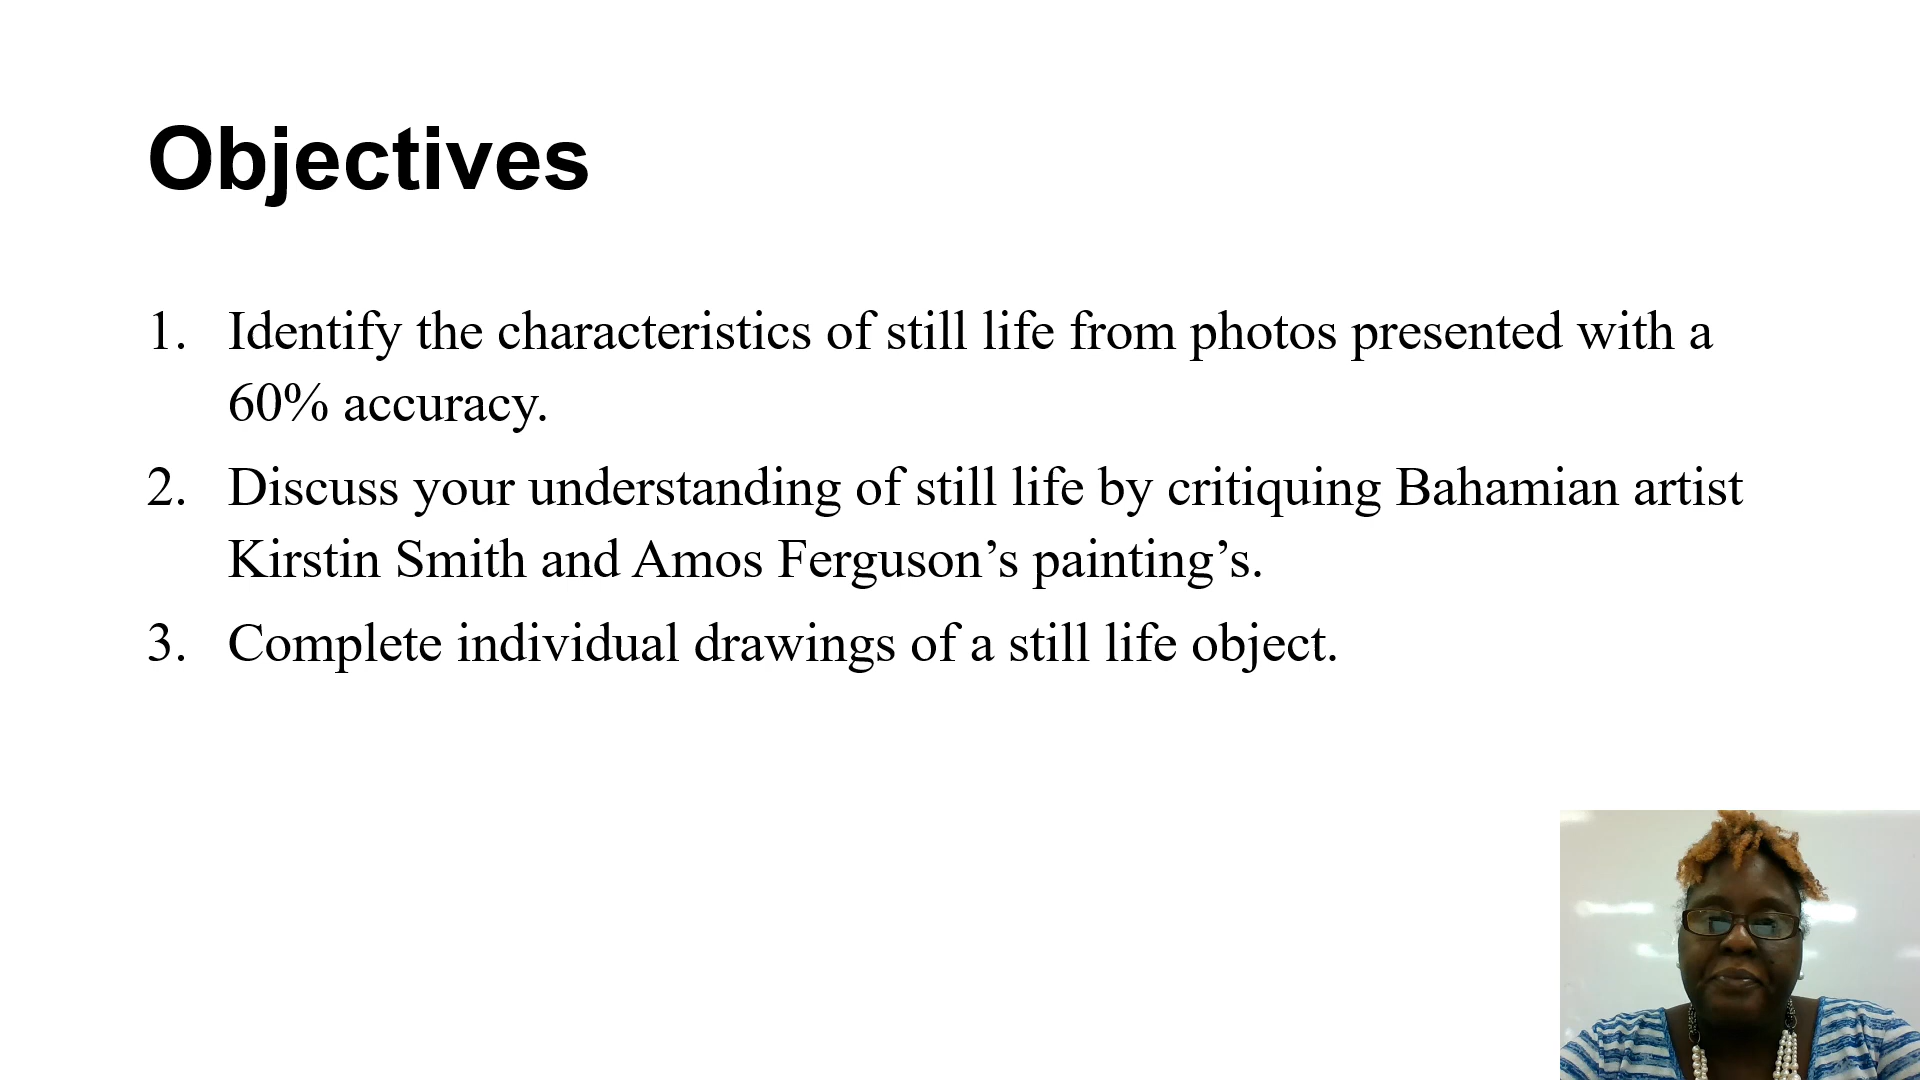 Objectives
1. Identify the characteristics of still life from photos presented with a
60% accuracy.
2. Discuss your understanding of still life by critiquing Bahamian artist
Kirstin Smith and Amos Ferguson’s painting’s.
3. Complete individual drawings of a still life object.